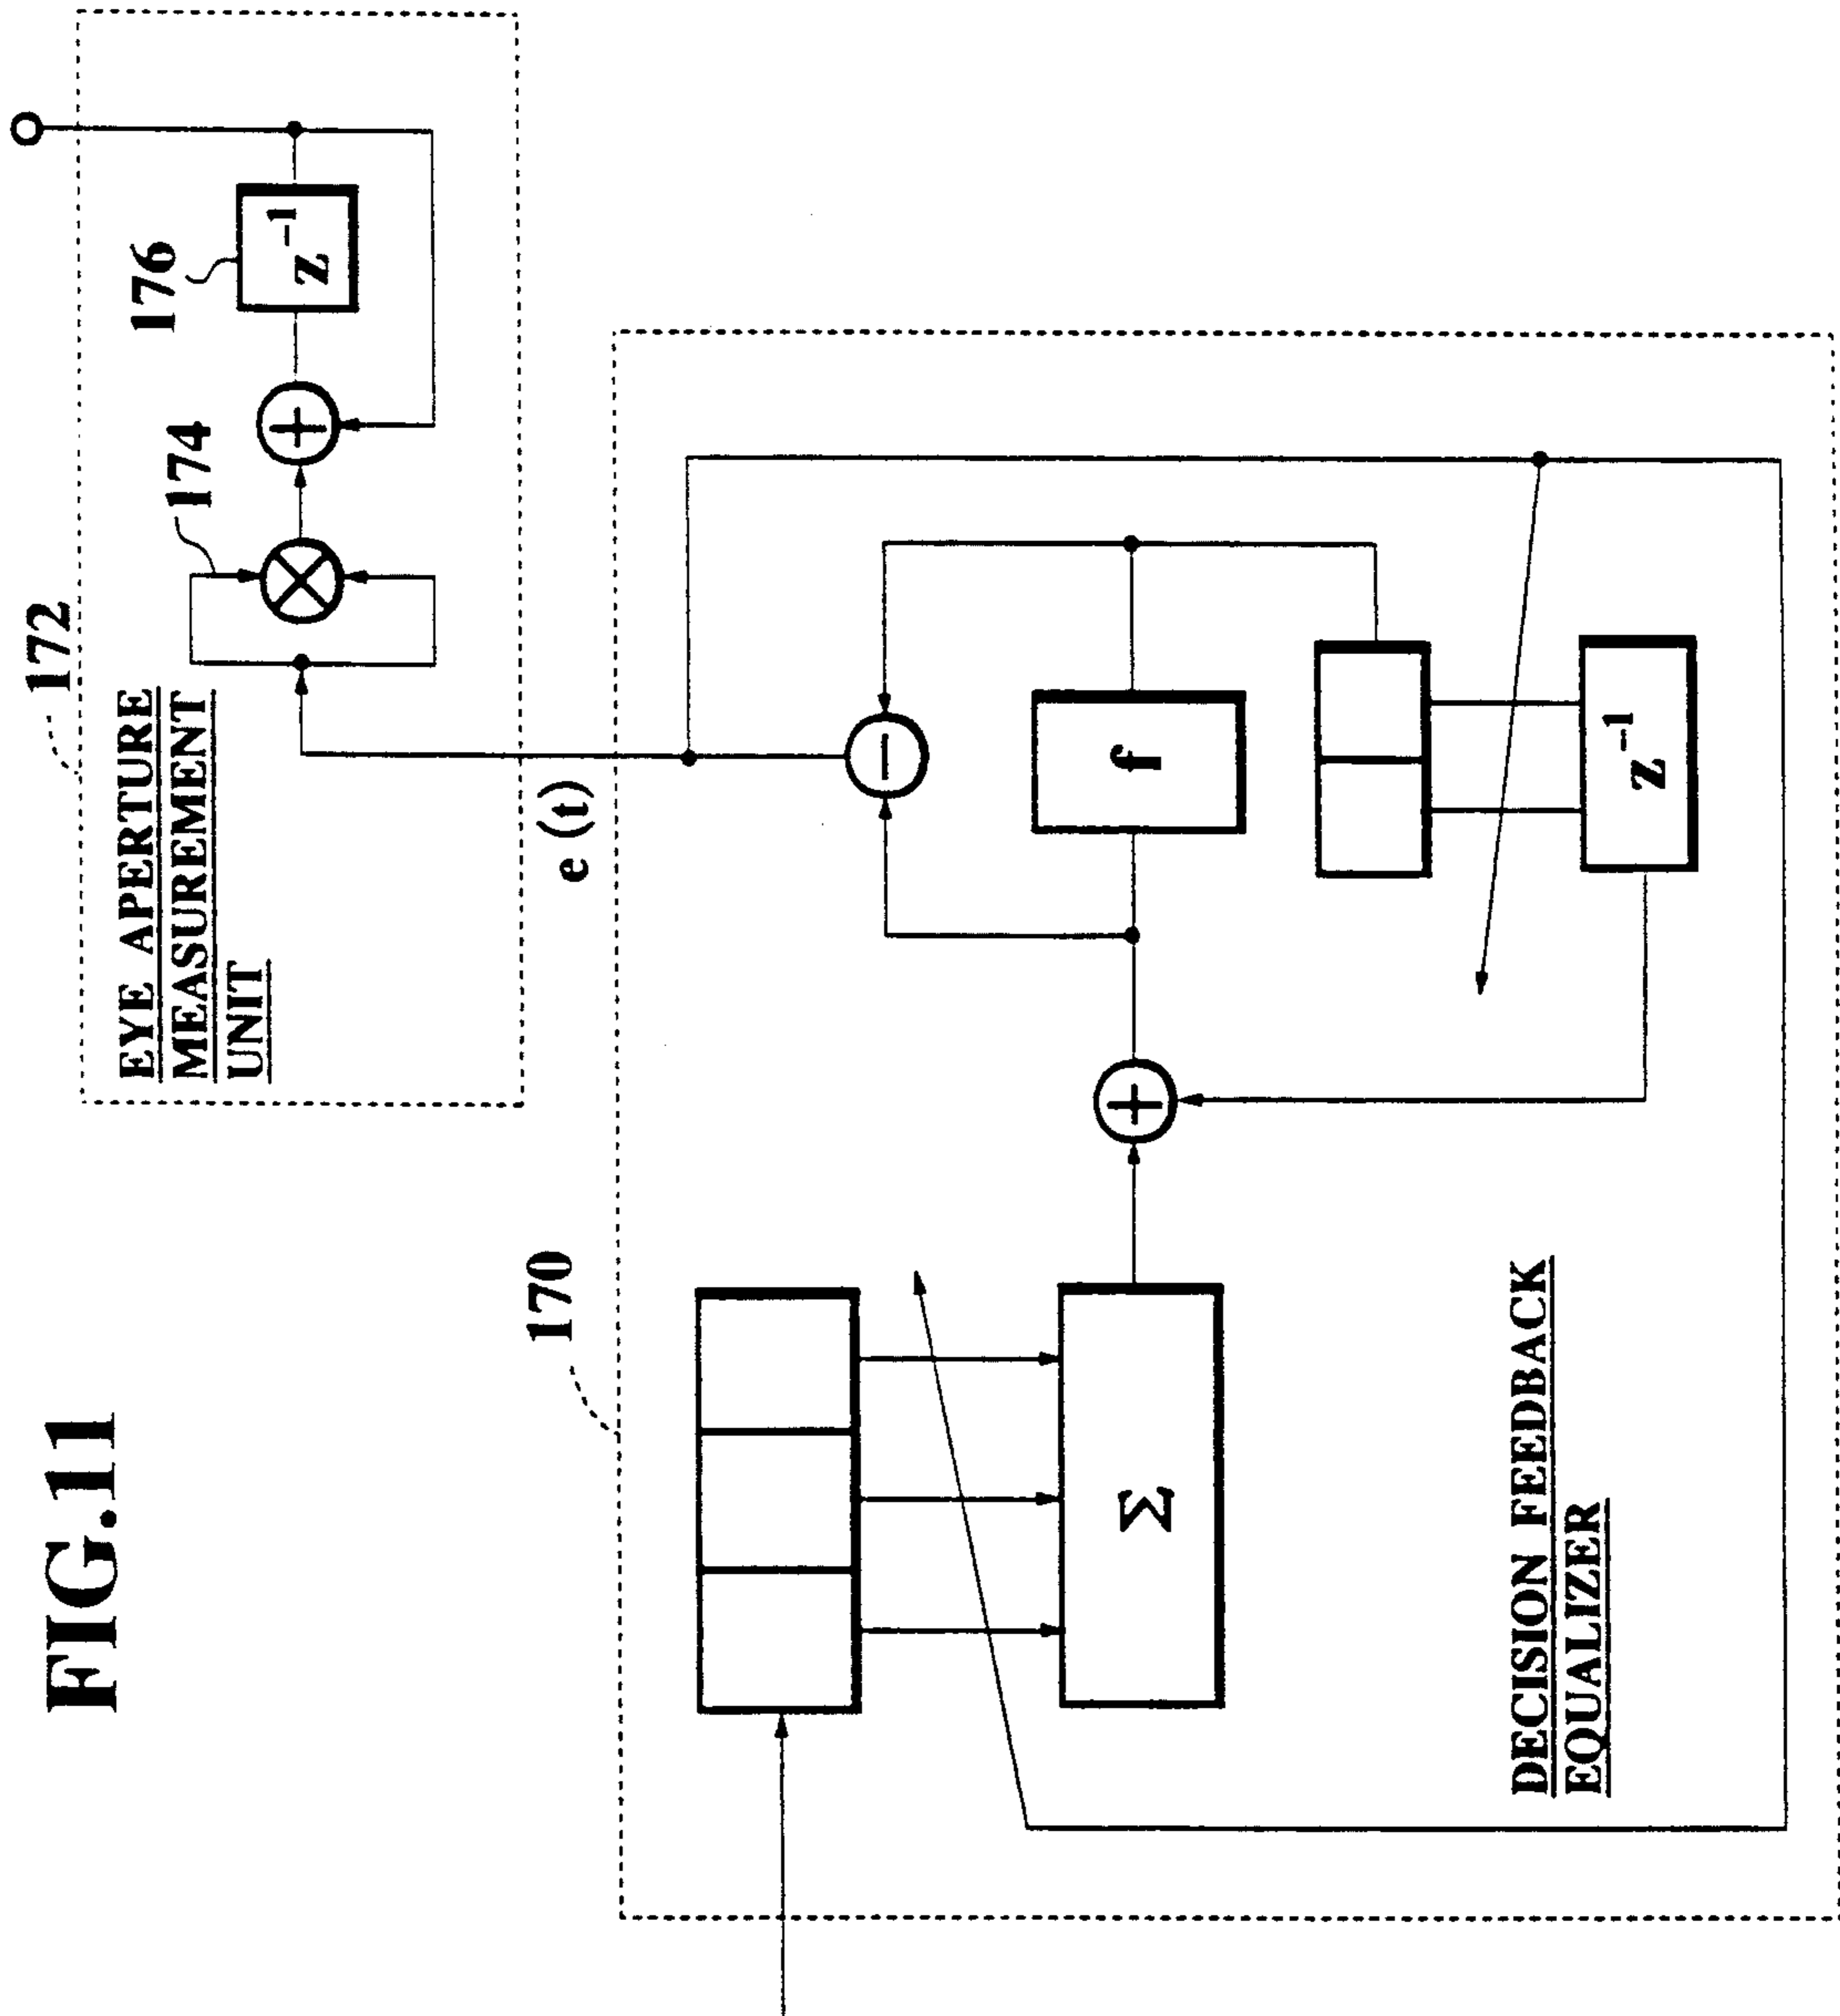 FIG.11
172
EYE APERTURE
MEASUREMENT
UNIT
174
176
+
z⁻¹
e(t)
170
−
f
+
Σ
z⁻¹
DECISION FEEDBACK
EQUALIZER